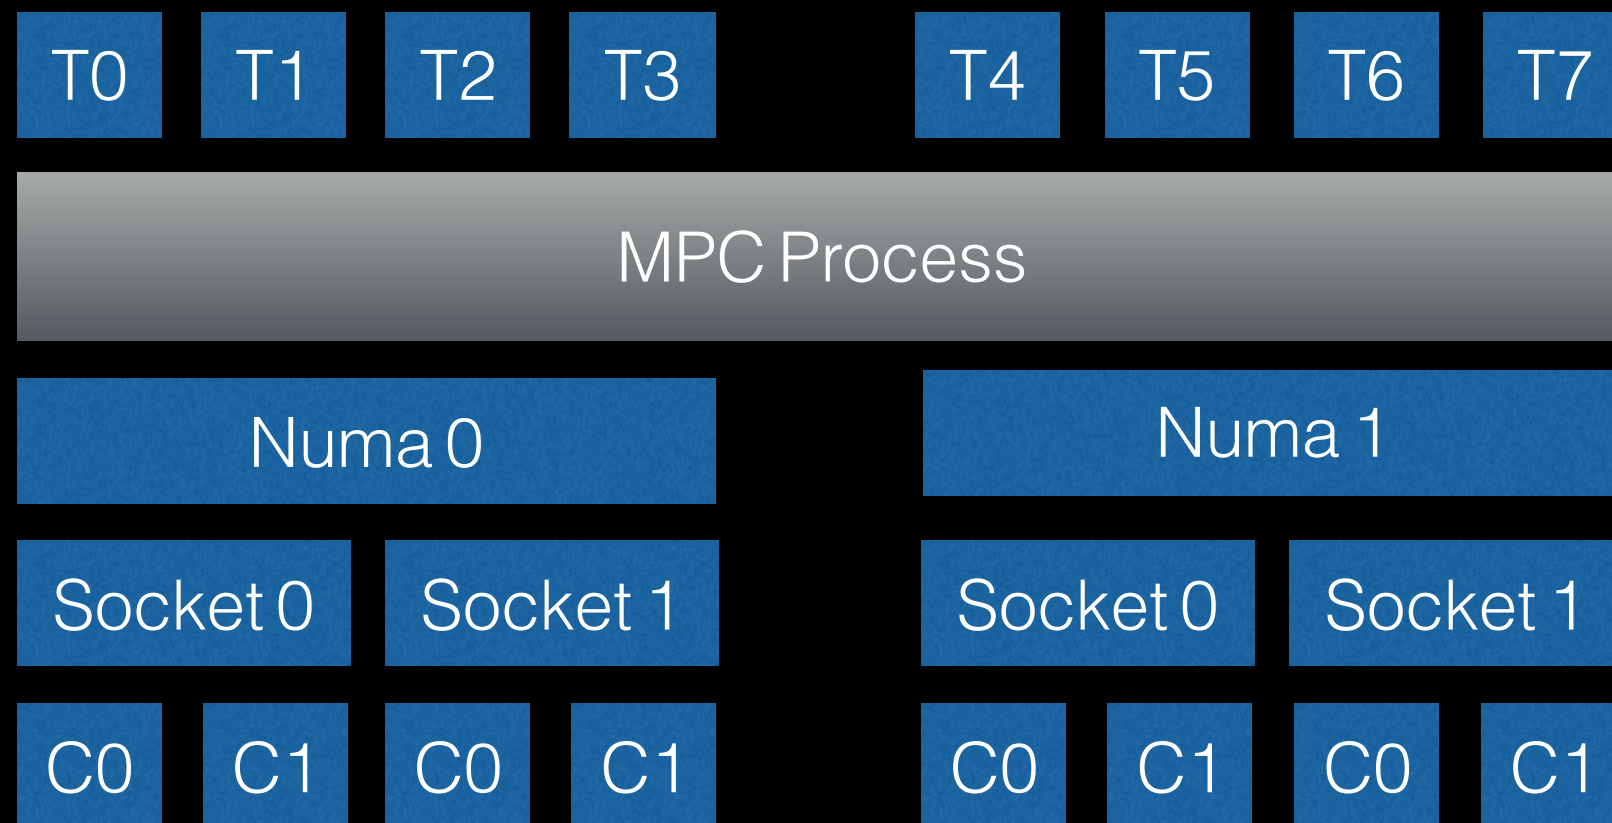 T0 T1 T2 T3 T4 T5 T6 T7
MPC Process
Numa 0 Numa 1
Socket 0 Socket 1 Socket 0 Socket 1
C0 C1 C0 C1 C0 C1 C0 C1